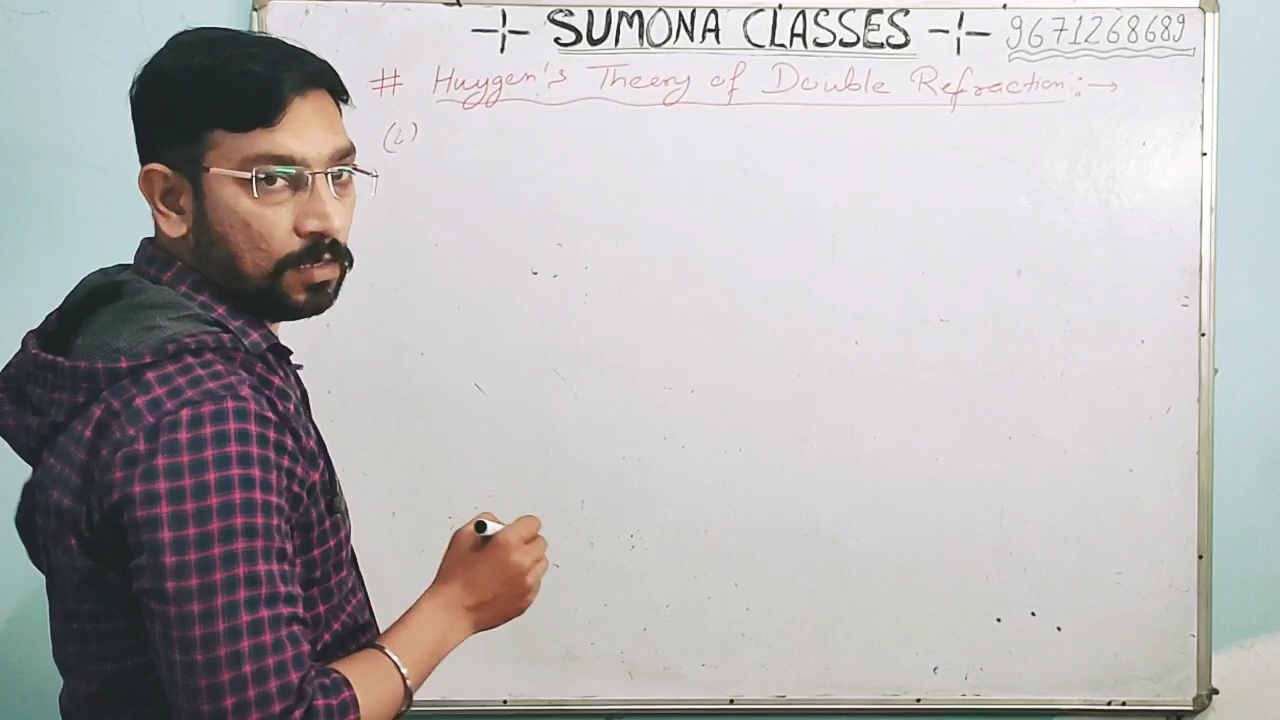 SUMONA CLASSES 9671268689
# Huygen's Theory of Double Refraction :→
(i)